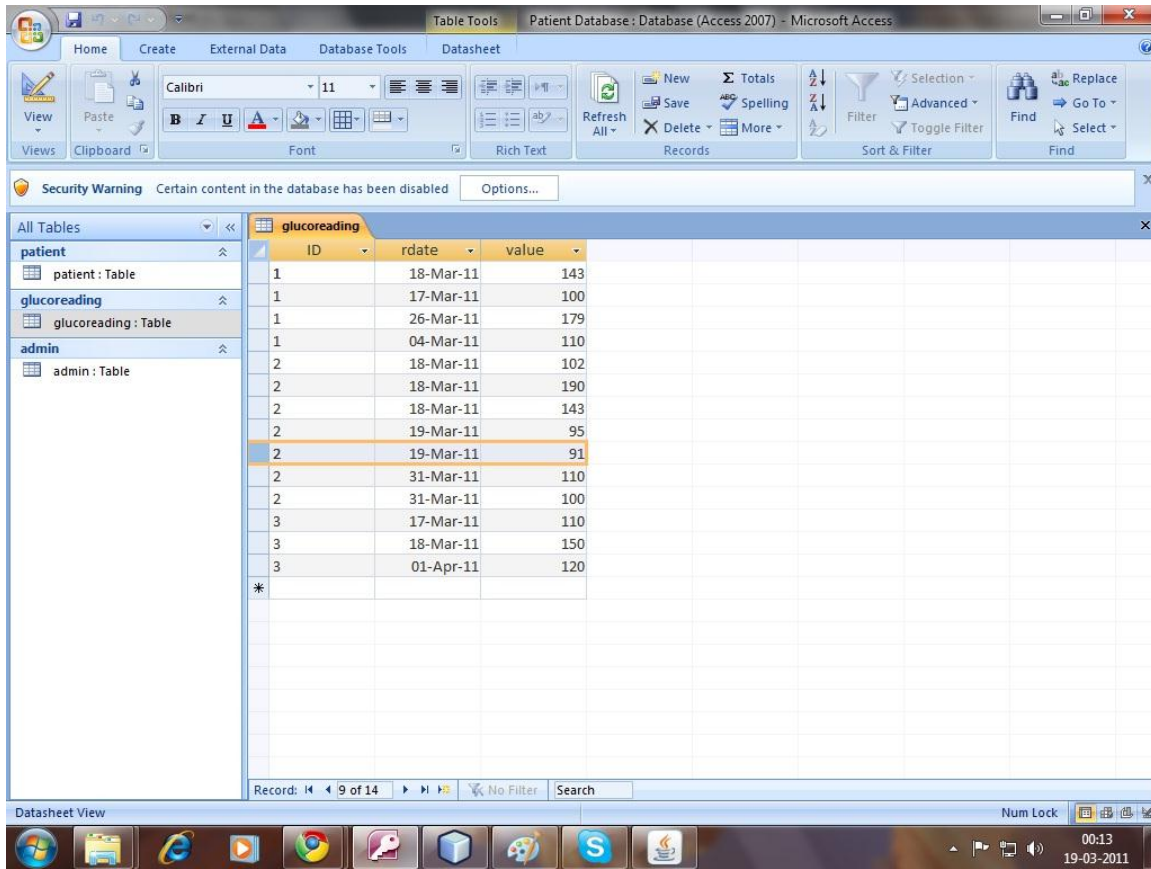 Table Tools Patient Database : Database (Access 2007) - Microsoft Access
Home Create External Data Database Tools Datasheet
View Paste Calibri 11 B I U A Refresh All New Save Delete Σ Totals Spelling More Filter Selection Advanced Toggle Filter Find Replace Go To Select
Views Clipboard Font Rich Text Records Sort & Filter Find
Security Warning Certain content in the database has been disabled Options...
All Tables glucoreading
ID rdate value
patient
patient : Table
glucoreading
glucoreading : Table
admin
admin : Table
1 18-Mar-11 143
1 17-Mar-11 100
1 26-Mar-11 179
1 04-Mar-11 110
2 18-Mar-11 102
2 18-Mar-11 190
2 18-Mar-11 143
2 19-Mar-11 95
2 19-Mar-11 91
2 31-Mar-11 110
2 31-Mar-11 100
3 17-Mar-11 110
3 18-Mar-11 150
3 01-Apr-11 120
Record: 9 of 14 No Filter Search
Datasheet View Num Lock
00:13
19-03-2011